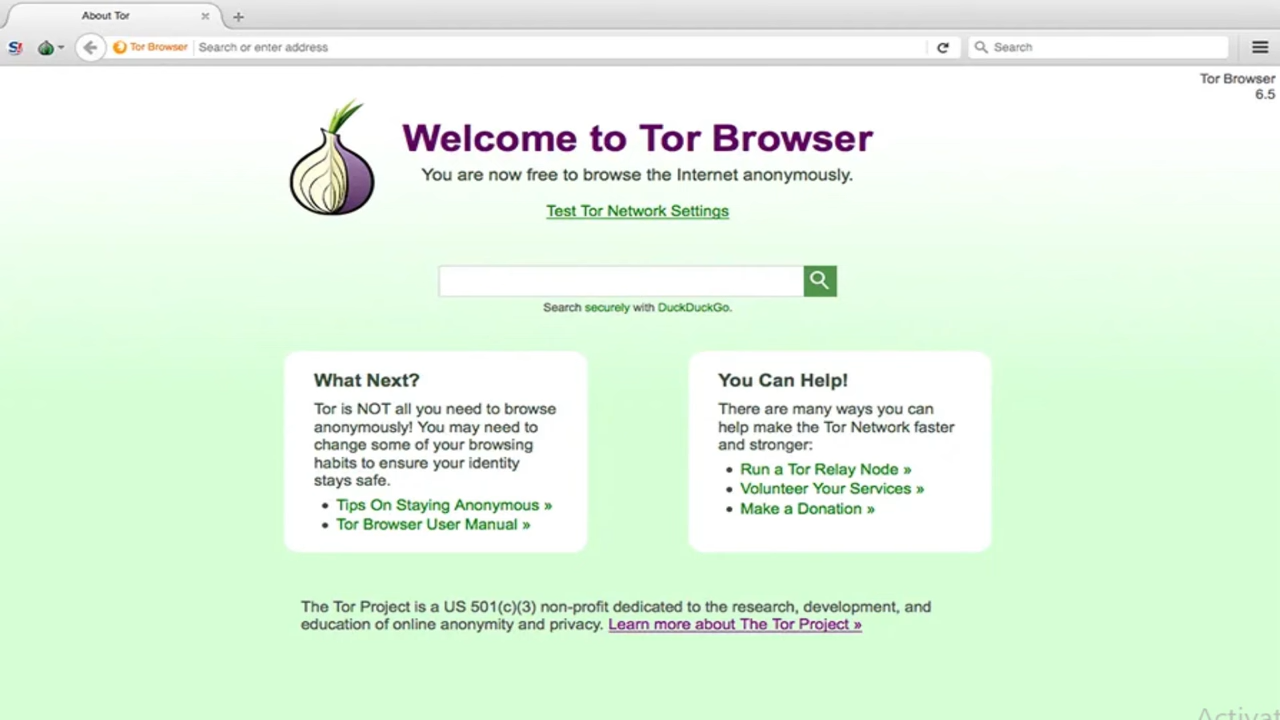 About Tor
S!
Tor Browser
Search or enter address
Search
Tor Browser
6.5
Welcome to Tor Browser
You are now free to browse the Internet anonymously.
Test Tor Network Settings
Search securely with DuckDuckGo.
What Next?
Tor is NOT all you need to browse
anonymously! You may need to
change some of your browsing
habits to ensure your identity
stays safe.
• Tips On Staying Anonymous »
• Tor Browser User Manual »
You Can Help!
There are many ways you can
help make the Tor Network faster
and stronger:
• Run a Tor Relay Node »
• Volunteer Your Services »
• Make a Donation »
The Tor Project is a US 501(c)(3) non-profit dedicated to the research, development, and
education of online anonymity and privacy. Learn more about The Tor Project »
Activat